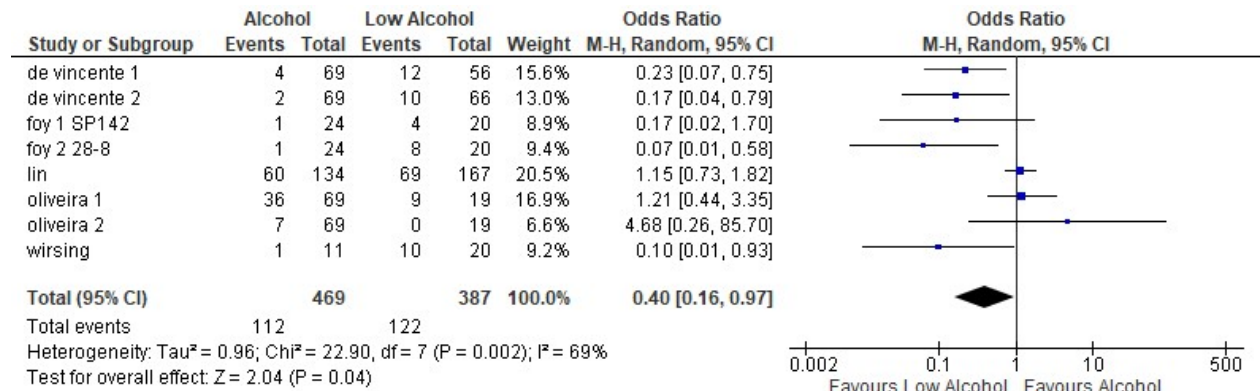 Alcohol Low Alcohol Odds Ratio Odds Ratio
Study or Subgroup Events Total Events Total Weight M-H, Random, 95% CI M-H, Random, 95% CI
de vincente 1 4 69 12 56 15.6% 0.23 [0.07, 0.75]
de vincente 2 2 69 10 66 13.0% 0.17 [0.04, 0.79]
foy 1 SP142 1 24 4 20 8.9% 0.17 [0.02, 1.70]
foy 2 28-8 1 24 8 20 9.4% 0.07 [0.01, 0.58]
lin 60 134 69 167 20.5% 1.15 [0.73, 1.82]
oliveira 1 36 69 9 19 16.9% 1.21 [0.44, 3.35]
oliveira 2 7 69 0 19 6.6% 4.68 [0.26, 85.70]
wirsing 1 11 10 20 9.2% 0.10 [0.01, 0.93]
Total (95% CI) 469 387 100.0% 0.40 [0.16, 0.97]
Total events 112 122
Heterogeneity: Tau² = 0.96; Chi² = 22.90, df = 7 (P = 0.002); I² = 69%
Test for overall effect: Z = 2.04 (P = 0.04)
0.002 0.1 1 10 500
Favours Low Alcohol Favours Alcohol